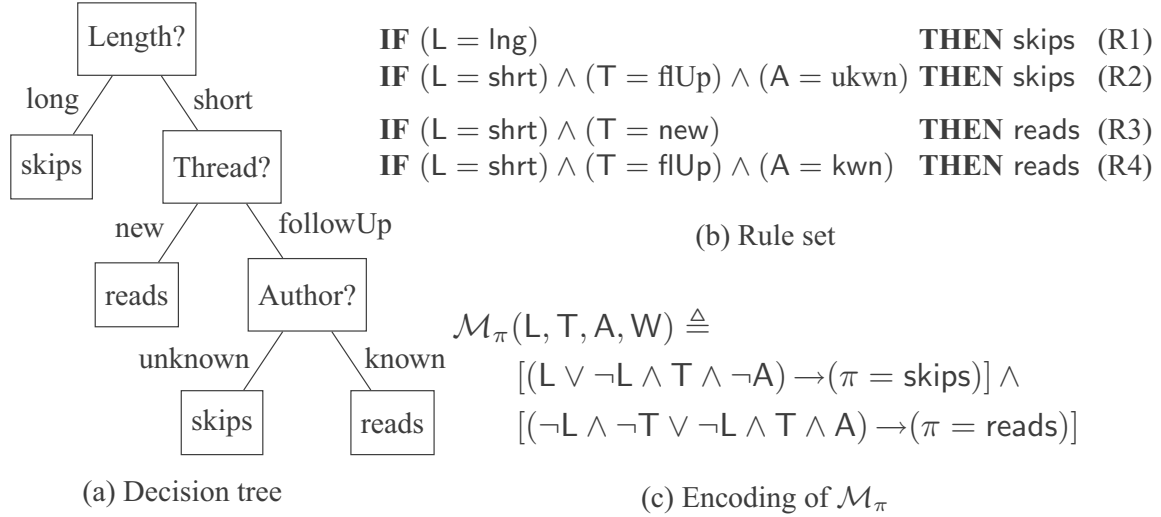 Length?
long
short
skips
Thread?
new
followUp
reads
Author?
unknown
known
skips
reads
(a) Decision tree
IF (L = lng) THEN skips (R1)
IF (L = shrt) ∧ (T = flUp) ∧ (A = ukwn) THEN skips (R2)
IF (L = shrt) ∧ (T = new) THEN reads (R3)
IF (L = shrt) ∧ (T = flUp) ∧ (A = kwn) THEN reads (R4)
(b) Rule set
ℳπ(L, T, A, W) ≜
[(L ∨ ¬L ∧ T ∧ ¬A) →(π = skips)] ∧
[(¬L ∧ ¬T ∨ ¬L ∧ T ∧ A) →(π = reads)]
(c) Encoding of ℳπ